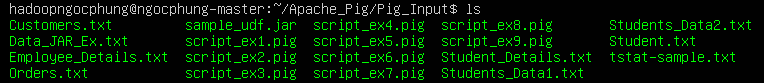 hadoopngocphung@ngocphung-master:~/Apache_Pig/Pig_Input$ ls
Customers.txt sample_udf.jar script_ex4.pig script_ex8.pig Students_Data2.txt
Data_JAR_Ex.txt script_ex1.pig script_ex5.pig script_ex9.pig Student.txt
Employee_Details.txt script_ex2.pig script_ex6.pig Student_Details.txt tstat-sample.txt
Orders.txt script_ex3.pig script_ex7.pig Students_Data1.txt